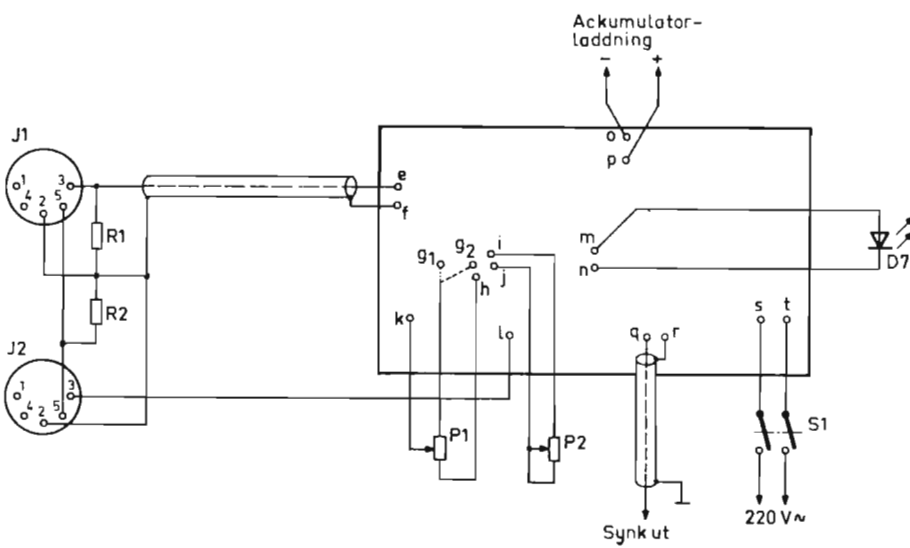 Ackumulator-
laddning
- +
J1
1 4 2 5 3
R1
R2
J2
1 4 2 5 3
e
f
o
p
g1 g2 i
h j
k
l
m
n
q r
s t
D7
P1
P2
S1
Synk ut
220 V~